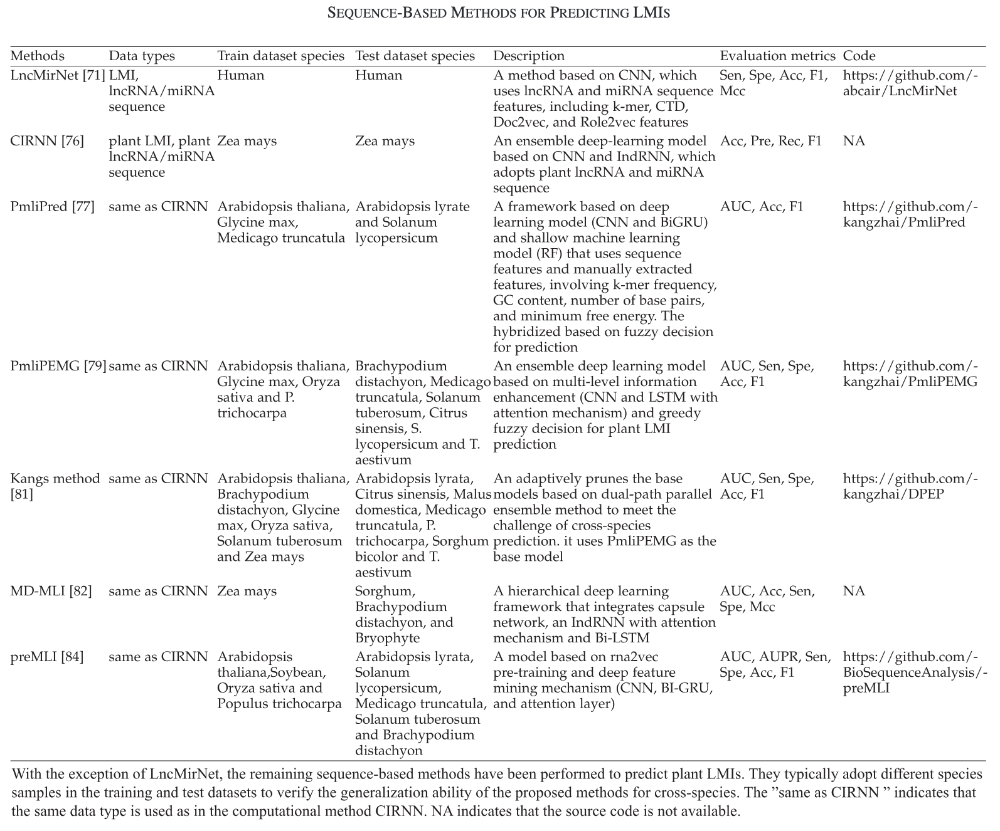 SEQUENCE-BASED METHODS FOR PREDICTING LMIS
Methods Data types Train dataset species Test dataset species Description Evaluation metrics Code
LncMirNet [71] LMI, Human Human A method based on CNN, which Sen, Spe, Acc, F1, https://github.com/-
lncRNA/miRNA uses lncRNA and miRNA sequence Mcc abcair/LncMirNet
sequence features, including k-mer, CTD,
Doc2vec, and Role2vec features
CIRNN [76] plant LMI, plant Zea mays Zea mays An ensemble deep-learning model Acc, Pre, Rec, F1 NA
lncRNA/miRNA based on CNN and IndRNN, which
sequence adopts plant lncRNA and miRNA
sequence
PmliPred [77] same as CIRNN Arabidopsis thaliana, Arabidopsis lyrate A framework based on deep AUC, Acc, F1 https://github.com/-
Glycine max, and Solanum learning model (CNN and BiGRU) kangzhai/PmliPred
Medicago truncatula lycopersicum and shallow machine learning
model (RF) that uses sequence
features and manually extracted
features, involving k-mer frequency,
GC content, number of base pairs,
and minimum free energy. The
hybridized based on fuzzy decision
for prediction
PmliPEMG [79] same as CIRNN Arabidopsis thaliana, Brachypodium An ensemble deep learning model AUC, Sen, Spe, https://github.com/-
Glycine max, Oryza distachyon, Medicago based on multi-level information Acc, F1 kangzhai/PmliPEMG
sativa and P. truncatula, Solanum enhancement (CNN and LSTM with
trichocarpa tuberosum, Citrus attention mechanism) and greedy
sinensis, S. fuzzy decision for plant LMI
lycopersicum and T. prediction
aestivum
Kangs method same as CIRNN Arabidopsis thaliana, Arabidopsis lyrata, An adaptively prunes the base AUC, Sen, Spe, https://github.com/-
[81] Brachypodium Citrus sinensis, Malus models based on dual-path parallel Acc, F1 kangzhai/DPEP
distachyon, Glycine domestica, Medicago ensemble method to meet the
max, Oryza sativa, truncatula, P. challenge of cross-species
Solanum tuberosum trichocarpa, Sorghum prediction. it uses PmliPEMG as the
and Zea mays bicolor and T. base model
aestivum
MD-MLI [82] same as CIRNN Zea mays Sorghum, A hierarchical deep learning AUC, Acc, Sen, NA
Brachypodium framework that integrates capsule Spe, Mcc
distachyon, and network, an IndRNN with attention
Bryophyte mechanism and Bi-LSTM
preMLI [84] same as CIRNN Arabidopsis Arabidopsis lyrata, A model based on rna2vec AUC, AUPR, Sen, https://github.com/-
thaliana,Soybean, Solanum pre-training and deep feature Spe, Acc, F1 BioSequenceAnalysis/-
Oryza sativa and lycopersicum, mining mechanism (CNN, BI-GRU, preMLI
Populus trichocarpa Medicago truncatula, and attention layer)
Solanum tuberosum
and Brachypodium
distachyon
With the exception of LncMirNet, the remaining sequence-based methods have been performed to predict plant LMIs. They typically adopt different species
samples in the training and test datasets to verify the generalization ability of the proposed methods for cross-species. The ”same as CIRNN ” indicates that
the same data type is used as in the computational method CIRNN. NA indicates that the source code is not available.